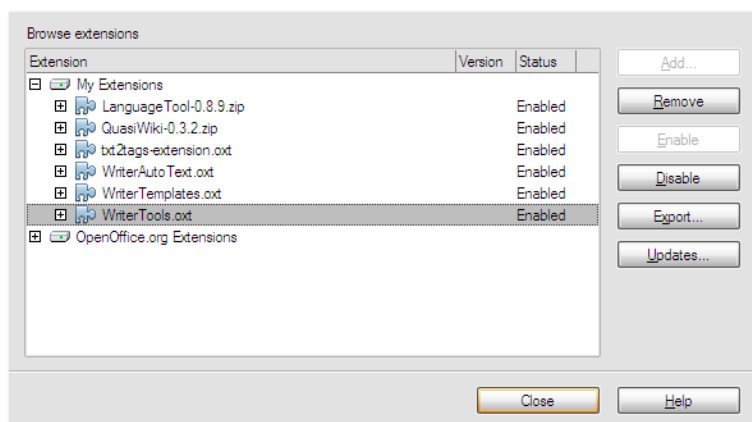 Browse extensions
Extension Version Status
My Extensions
LanguageTool-0.8.9.zip Enabled
QuasiWiki-0.3.2.zip Enabled
txt2tags-extension.oxt Enabled
WriterAutoText.oxt Enabled
WriterTemplates.oxt Enabled
WriterTools.oxt Enabled
OpenOffice.org Extensions
Add...
Remove
Enable
Disable
Export...
Updates...
Close Help